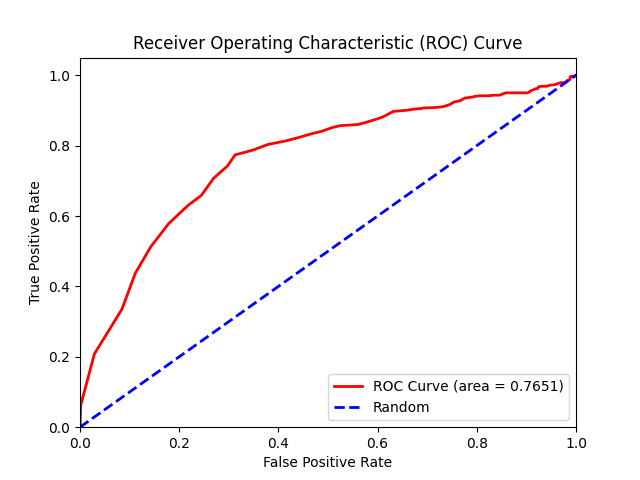 Receiver Operating Characteristic (ROC) Curve
1.0
0.8
0.6
0.4
0.2
0.0
True Positive Rate
0.0 0.2 0.4 0.6 0.8 1.0
False Positive Rate
ROC Curve (area = 0.7651)
Random